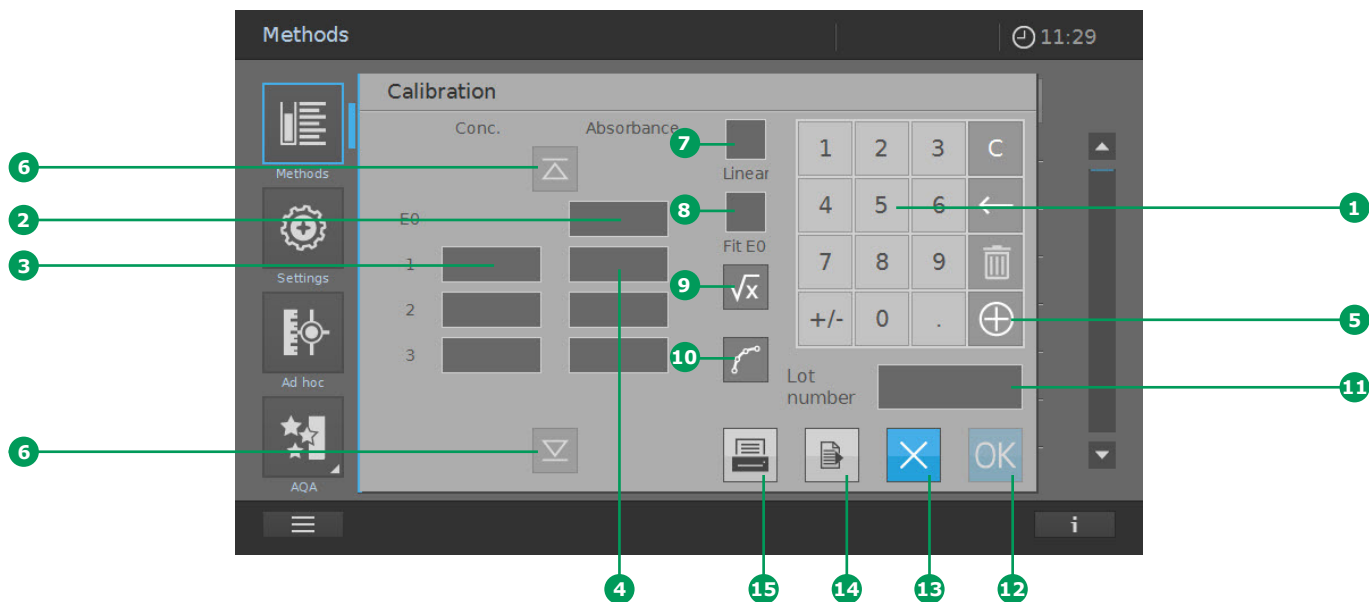 Methods 11:29
Calibration
Conc. Absorbance
7 1 2 3 C
6 Methods Linear
E0 4 5 6 1
2 8
Fit E0
3 1 7 8 9
Settings 9 √x
2 +/- 0 . 5
3 10
Ad hoc Lot
number 11
6 OK
AQA
i
4 15 14 13 12